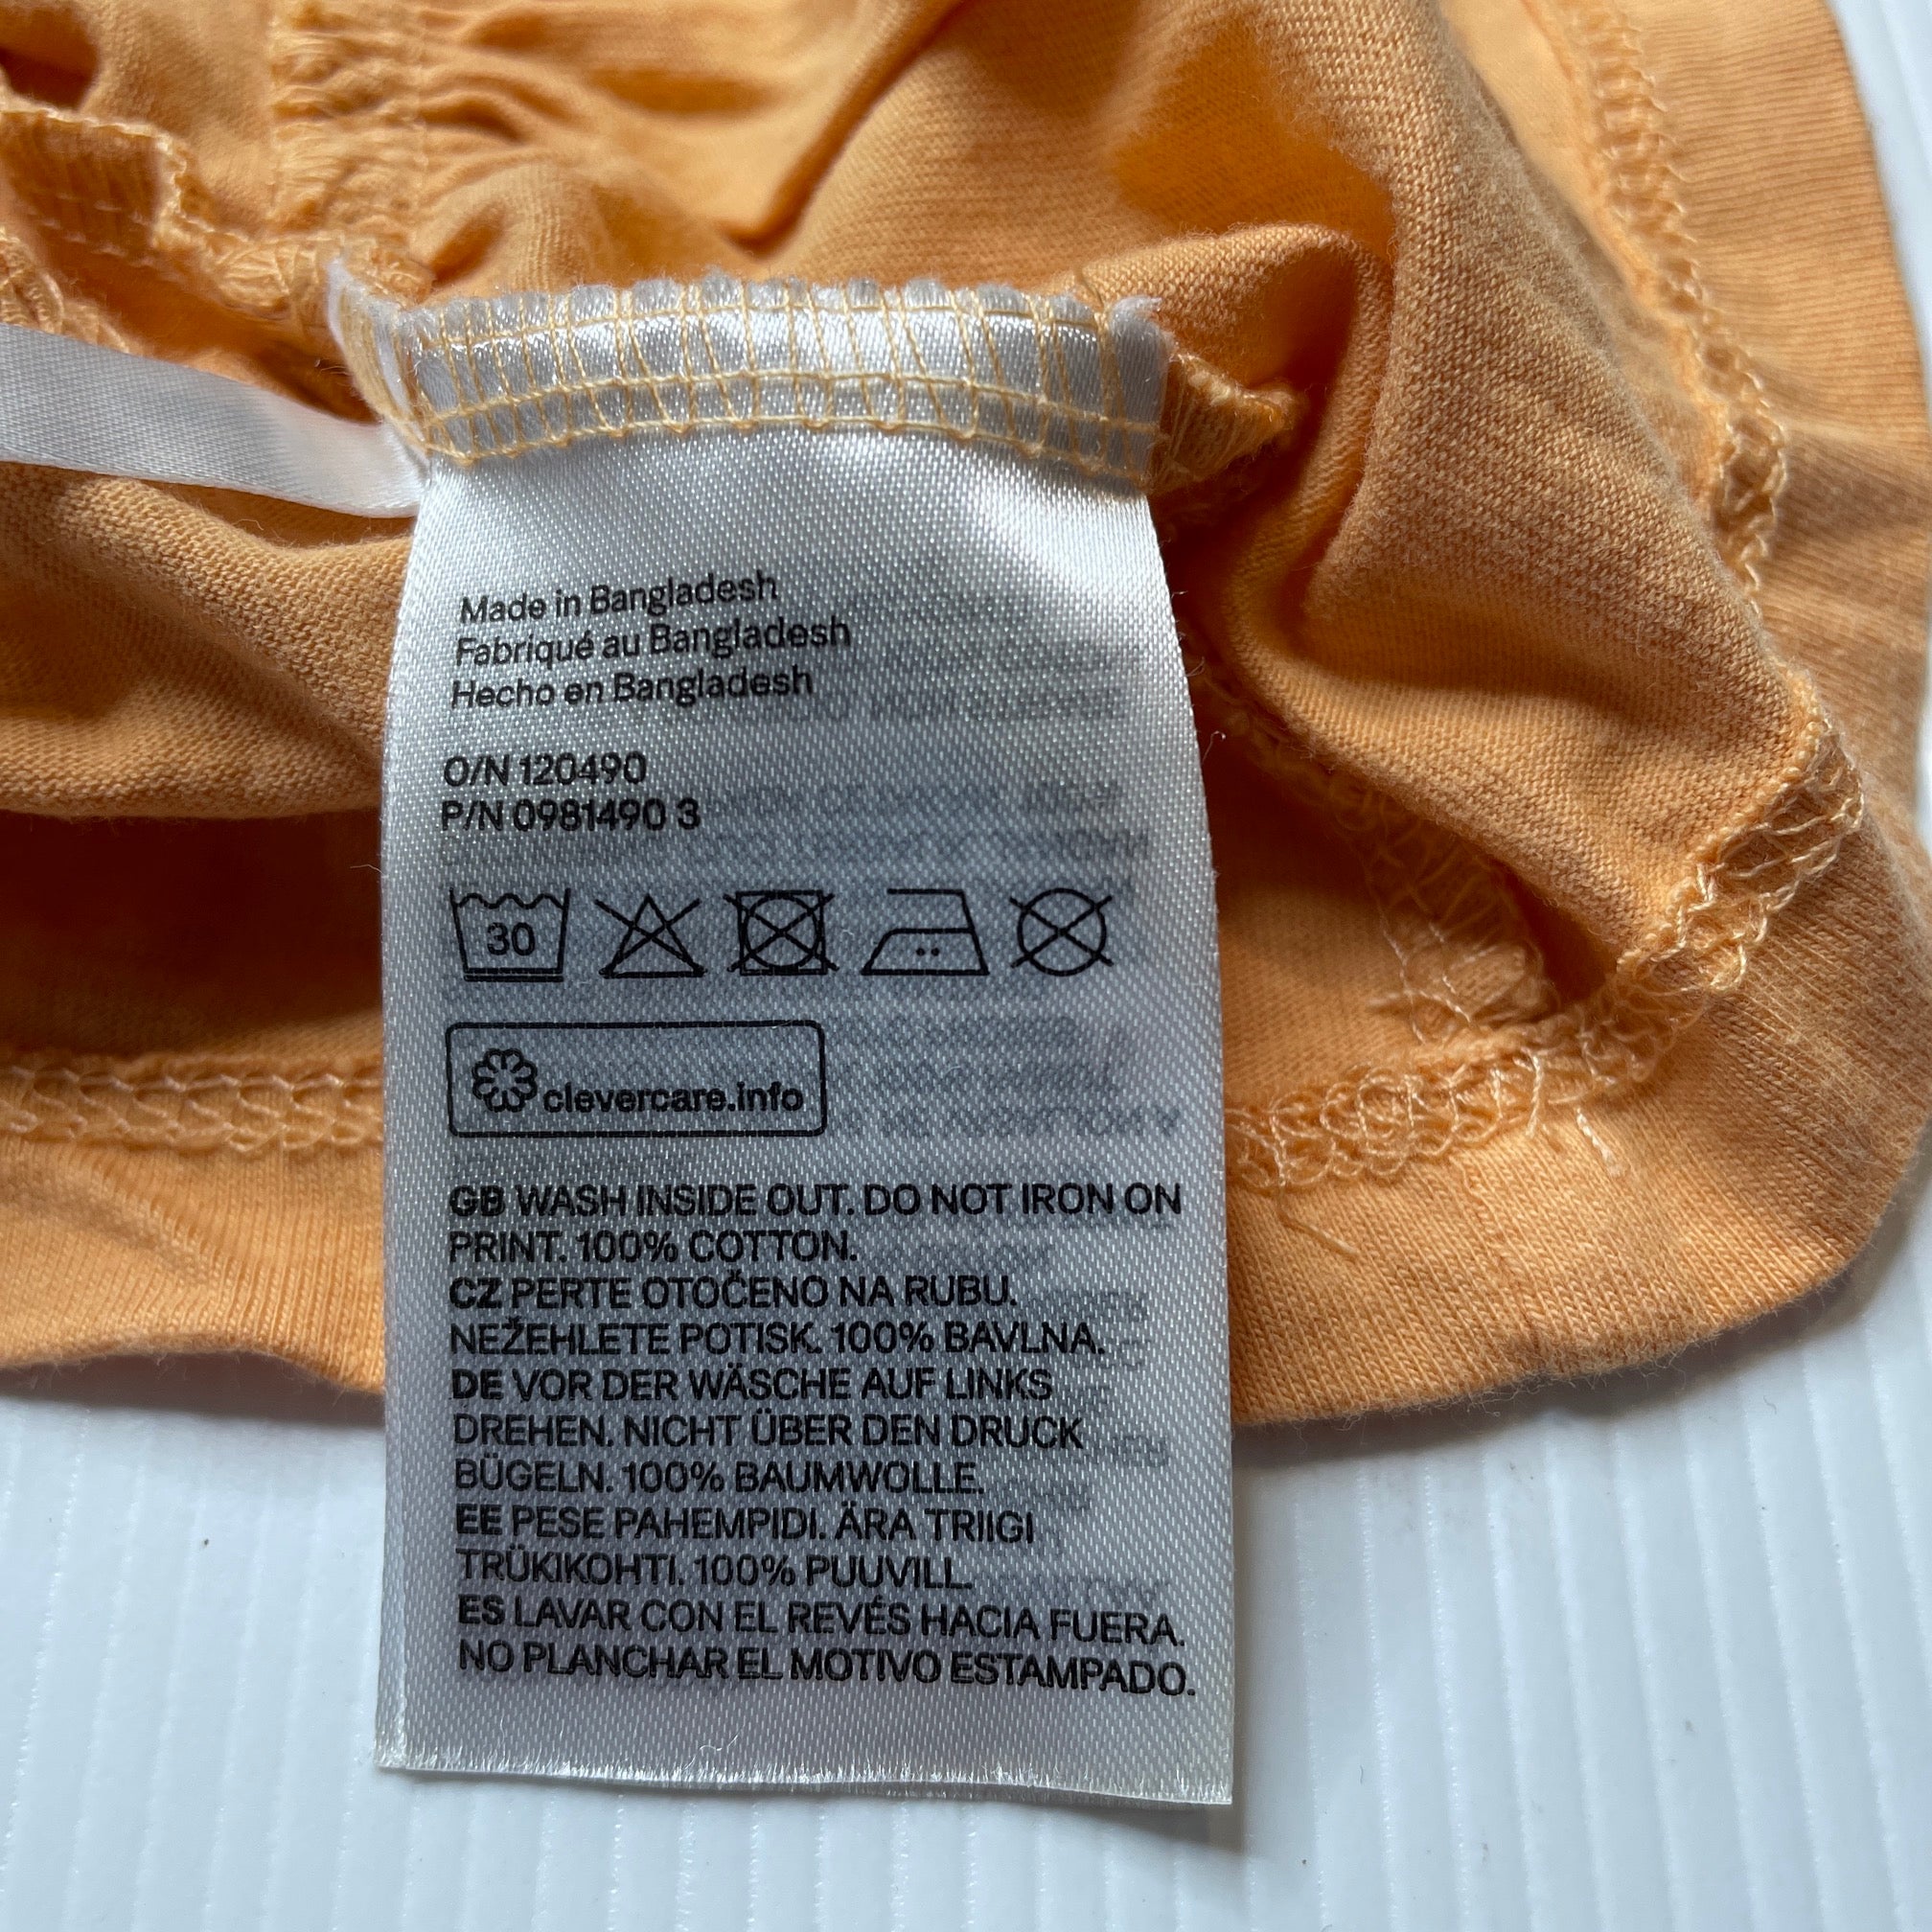 Made in Bangladesh
Fabriqué au Bangladesh
Hecho en Bangladesh
O/N 120490
P/N 0981490 3
30
clevercare.info
GB WASH INSIDE OUT. DO NOT IRON ON
PRINT. 100% COTTON.
CZ PERTE OTOČENO NA RUBU.
NEŽEHLETE POTISK. 100% BAVLNA.
DE VOR DER WÄSCHE AUF LINKS
DREHEN. NICHT ÜBER DEN DRUCK
BÜGELN. 100% BAUMWOLLE.
EE PESE PAHEMPIDI. ÄRA TRIIGI
TRÜKIKOHTI. 100% PUUVILL.
ES LAVAR CON EL REVÉS HACIA FUERA.
NO PLANCHAR EL MOTIVO ESTAMPADO.